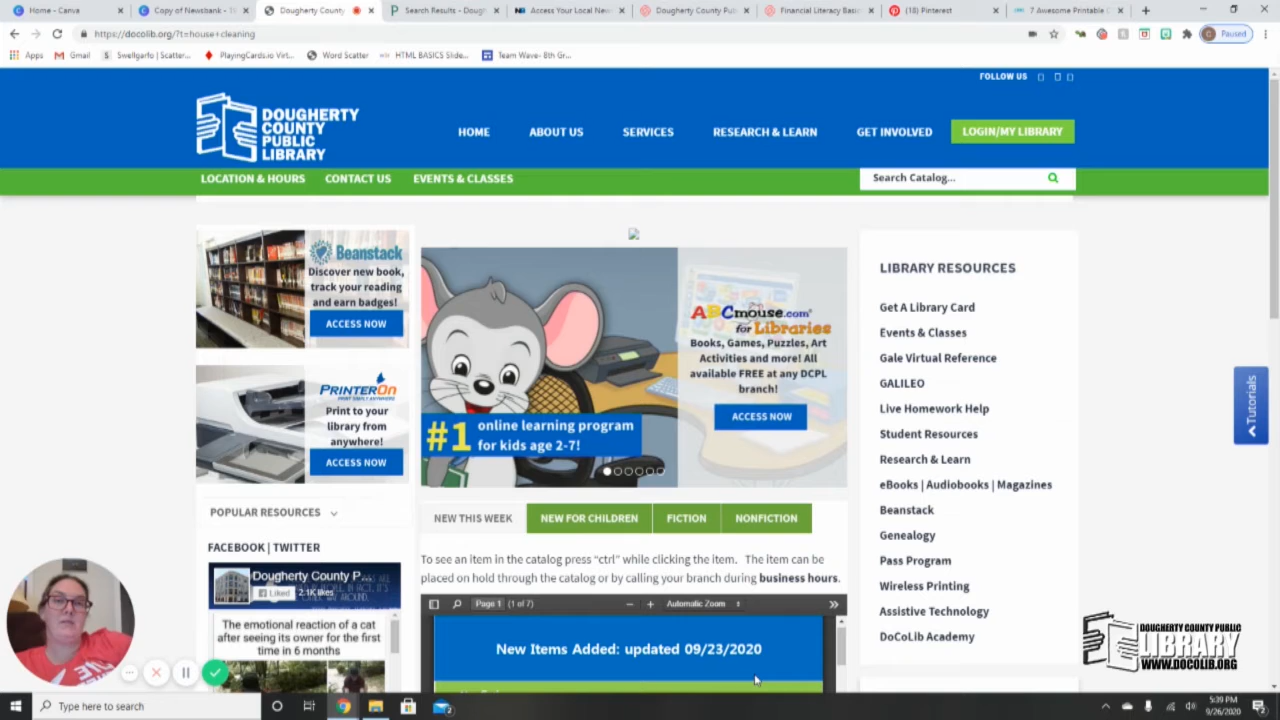 Home - Canva
Copy of Newsbank - T
Dougherty County
Search Results - Dougi
Access Your Local New
Dougherty County Pub
Financial Literacy Basi
(18) Pinterest
7 Awesome Printable C
https://docolib.org/?t=house+cleaning
Paused
Apps
Gmail
Swellgarfo | Scatter...
PlayingCards.io Virt...
Word Scatter
HTML BASICS Slide...
Team Wave- 8th Gr...
FOLLOW US
DOUGHERTY
COUNTY
PUBLIC
LIBRARY
HOME
ABOUT US
SERVICES
RESEARCH & LEARN
GET INVOLVED
LOGIN/MY LIBRARY
LOCATION & HOURS
CONTACT US
EVENTS & CLASSES
Search Catalog...
Beanstack
Discover new book,
track your reading
and earn badges!
ACCESS NOW
PRINTERON
PRINT SIMPLY ANYWHERE
Print to your
library from
anywhere!
ACCESS NOW
POPULAR RESOURCES
FACEBOOK | TWITTER
Dougherty County P...
Liked
2.1K likes
The emotional reaction of a cat
after seeing its owner for the first
time in 6 months
#1 online learning program
for kids age 2-7!
ABCmouse.com
for Libraries
Books, Games, Puzzles, Art
Activities and more! All
available FREE at any DCPL
branch!
ACCESS NOW
NEW THIS WEEK
NEW FOR CHILDREN
FICTION
NONFICTION
To see an item in the catalog press “ctrl” while clicking the item. The item can be
placed on hold through the catalog or by calling your branch during business hours.
Page 1 (1 of 7)
Automatic Zoom
New Items Added: updated 09/23/2020
LIBRARY RESOURCES
Get A Library Card
Events & Classes
Gale Virtual Reference
GALILEO
Live Homework Help
Student Resources
Research & Learn
eBooks | Audiobooks | Magazines
Beanstack
Genealogy
Pass Program
Wireless Printing
Assistive Technology
DoCoLib Academy
Tutorials
DOUGHERTY COUNTY PUBLIC
LIBRARY
WWW.DOCOLIB.ORG
Type here to search
5:39 PM
9/26/2020